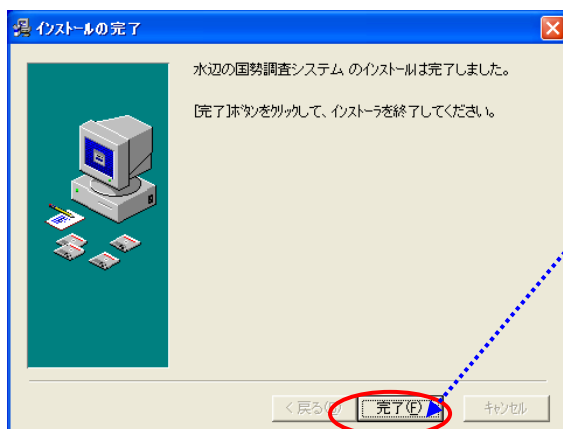 インストールの完了
水辺の国勢調査システム のインストールは完了しました。
[完了]ボタンをクリックして、インストーラを終了してください。
< 戻る(B)
完了(F)
キャンセル